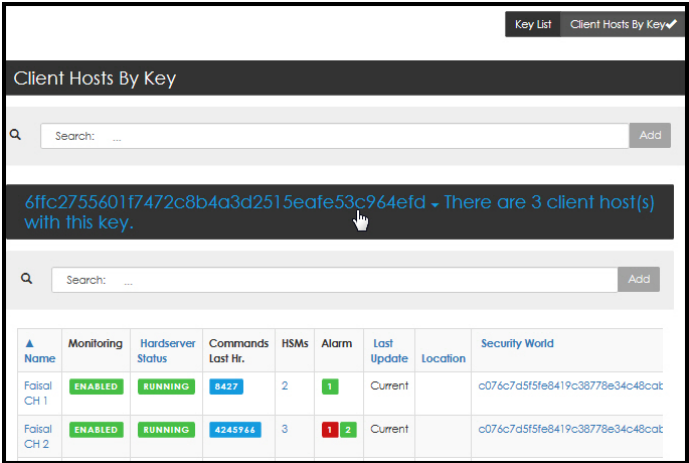 Key List Client Hosts By Key✔
Client Hosts By Key
Search: ... Add
6ffc2755601f7472c8b4a3d2515eafe53c964efd There are 3 client host(s)
with this key.
Search: ... Add
▲ Name Monitoring Hardserver Status Commands Last Hr. HSMs Alarm Last Update Location Security World
Faisal CH 1 ENABLED RUNNING 8427 2 1 Current c076c7d5f5fe8419c38778e34c48cab
Faisal CH 2 ENABLED RUNNING 4245966 3 1 2 Current c076c7d5f5fe8419c38778e34c48cab